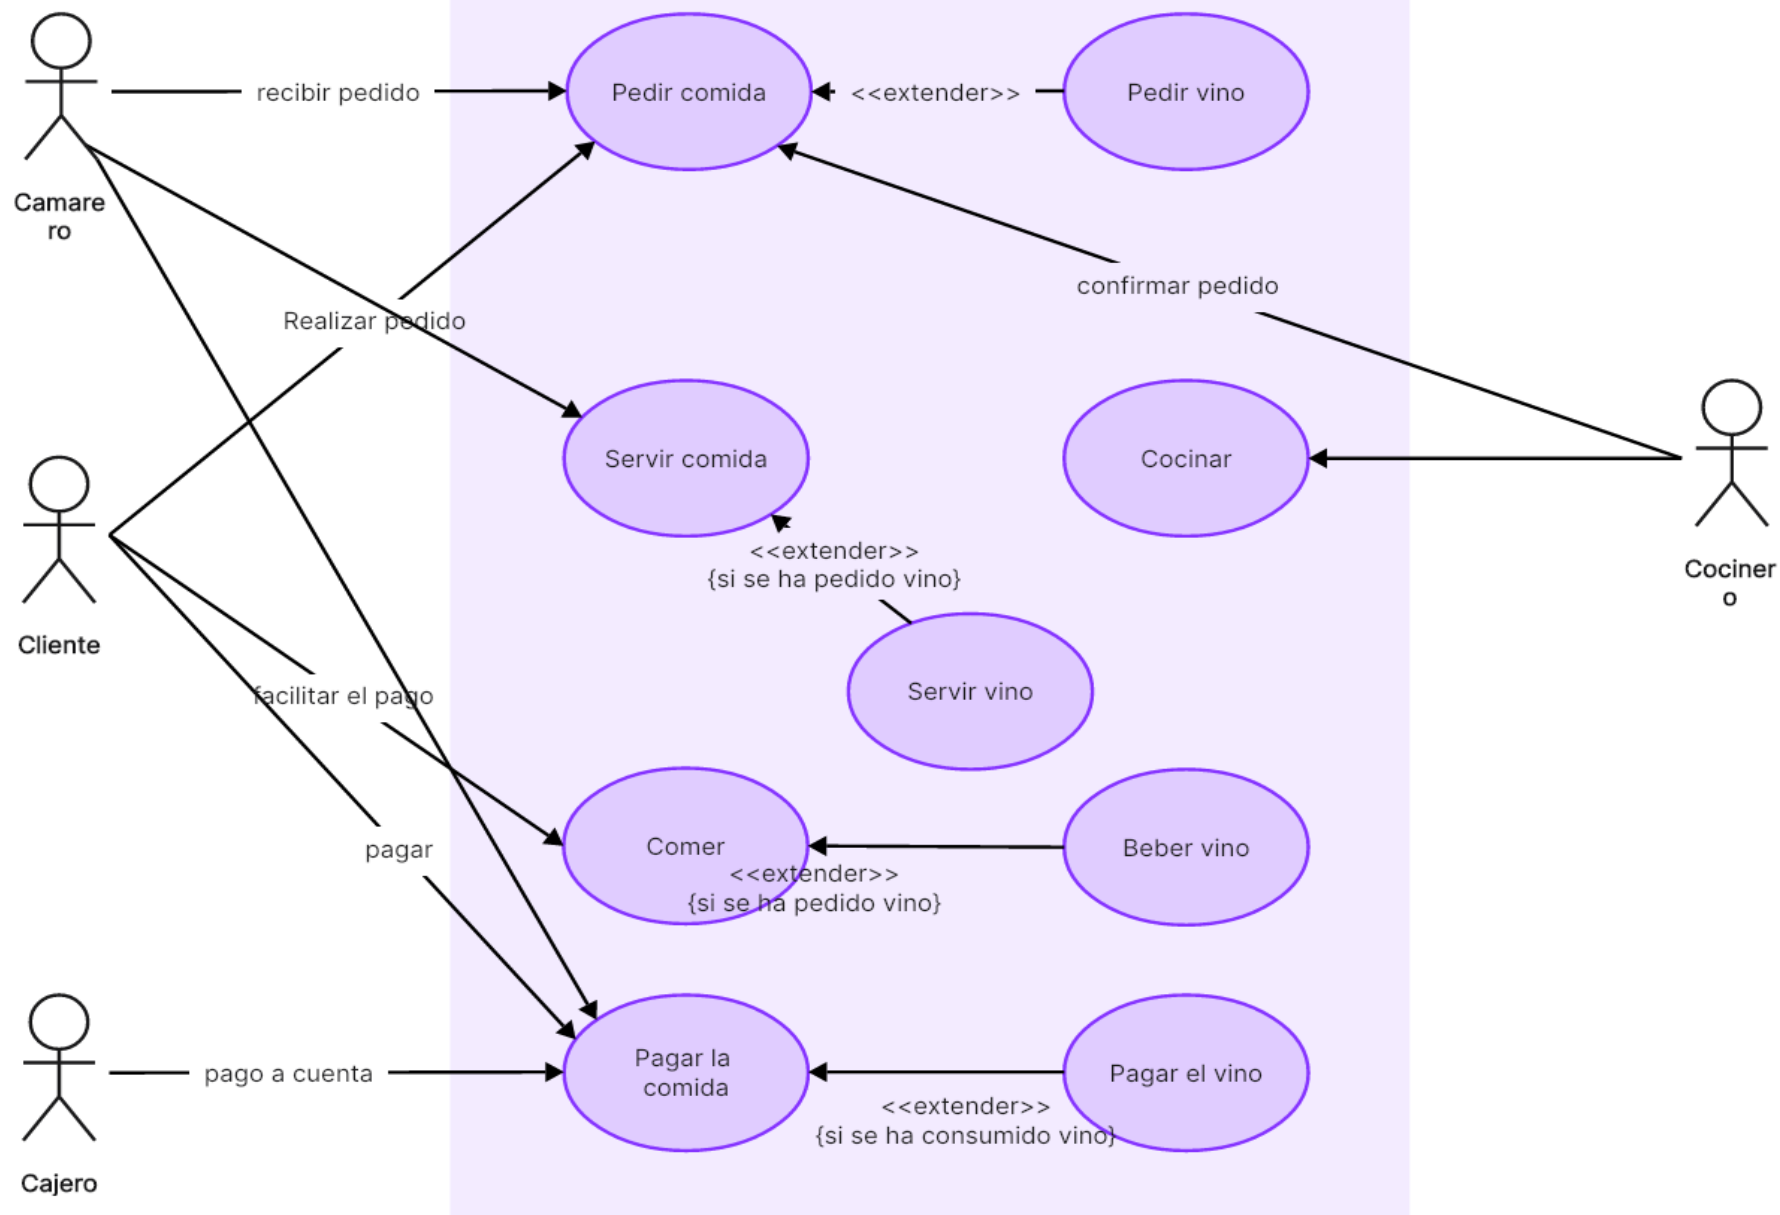 recibir pedido
Pedir comida
<<extender>>
Pedir vino
Camare
ro
confirmar pedido
Realizar pedido
Servir comida
Cocinar
<<extender>>
{si se ha pedido vino}
Cociner
o
Cliente
facilitar el pago
Servir vino
pagar
Comer
Beber vino
<<extender>>
{si se ha pedido vino}
pago a cuenta
Pagar la
comida
Pagar el vino
<<extender>>
{si se ha consumido vino}
Cajero